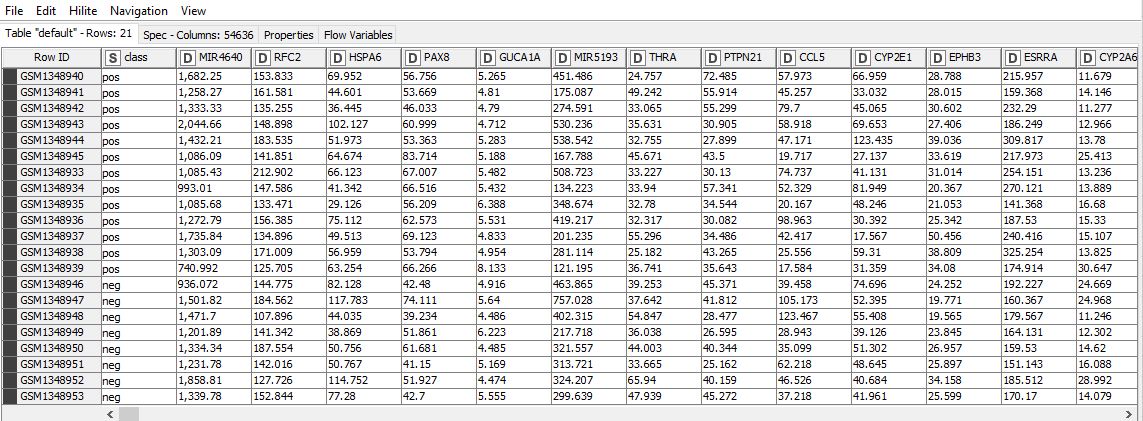 File Edit Hilite Navigation View
Table "default" - Rows: 21 Spec - Columns: 54636 Properties Flow Variables
Row ID S class D MIR4640 D RFC2 D HSPA6 D PAX8 D GUCA1A D MIR5193 D THRA D PTPN21 D CCL5 D CYP2E1 D EPHB3 D ESRRA D CYP2A6
GSM1348940 pos 1,682.25 153.833 69.952 56.756 5.265 451.486 24.757 72.485 57.973 66.959 28.788 215.957 11.679
GSM1348941 pos 1,258.27 161.581 44.601 53.669 4.81 175.087 49.242 55.914 45.257 33.032 28.015 159.368 14.146
GSM1348942 pos 1,333.33 135.255 36.445 46.033 4.79 274.591 33.065 55.299 79.7 45.065 30.602 232.29 11.277
GSM1348943 pos 2,044.66 148.898 102.127 60.999 4.712 530.236 35.631 30.905 58.918 69.653 27.406 186.249 12.966
GSM1348944 pos 1,432.21 183.535 51.973 53.363 5.283 538.542 32.755 27.899 47.171 123.435 39.036 309.817 13.78
GSM1348945 pos 1,086.09 141.851 64.674 83.714 5.188 167.788 45.671 43.5 19.717 27.137 33.619 217.973 25.413
GSM1348933 pos 1,085.43 212.902 66.123 67.007 5.482 508.723 33.227 30.13 74.737 41.131 31.014 254.151 13.236
GSM1348934 pos 993.01 147.586 41.342 66.516 5.432 134.223 33.94 57.341 52.329 81.949 20.367 270.121 13.889
GSM1348935 pos 1,085.68 133.471 29.126 56.209 6.388 348.674 32.78 34.544 20.167 48.246 21.053 141.368 16.68
GSM1348936 pos 1,272.79 156.385 75.112 62.573 5.531 419.217 32.317 30.082 98.963 30.392 25.342 187.53 15.33
GSM1348937 pos 1,735.84 134.896 49.513 69.123 4.833 201.235 55.296 34.486 42.417 17.567 50.456 240.416 15.107
GSM1348938 pos 1,303.09 171.009 56.959 53.794 4.954 281.114 25.182 43.265 25.556 59.31 38.809 325.254 13.825
GSM1348939 pos 740.992 125.705 63.254 66.266 8.133 121.195 36.741 35.643 17.584 31.359 34.08 174.914 30.647
GSM1348946 neg 936.072 144.775 82.128 42.48 4.916 463.865 39.253 45.371 39.458 74.696 24.252 192.227 24.669
GSM1348947 neg 1,501.82 184.562 117.783 74.111 5.64 757.028 37.642 41.812 105.173 52.395 19.771 160.367 24.968
GSM1348948 neg 1,471.7 107.896 44.035 39.234 4.486 402.315 54.847 28.477 123.467 55.408 19.565 179.567 11.246
GSM1348949 neg 1,201.89 141.342 38.869 51.861 6.223 217.718 36.038 26.595 28.943 39.126 23.845 164.131 12.302
GSM1348950 neg 1,334.34 187.554 50.756 61.681 4.485 321.557 44.003 40.344 35.099 51.302 26.957 159.53 14.62
GSM1348951 neg 1,231.78 142.016 50.767 41.15 5.169 313.721 33.665 25.162 62.218 48.645 25.897 151.143 16.088
GSM1348952 neg 1,858.81 127.726 114.752 51.927 4.474 324.207 65.94 40.159 46.526 40.684 34.158 185.512 28.992
GSM1348953 neg 1,339.78 152.844 77.28 42.7 5.555 299.639 47.939 45.272 37.218 41.961 25.599 170.17 14.079